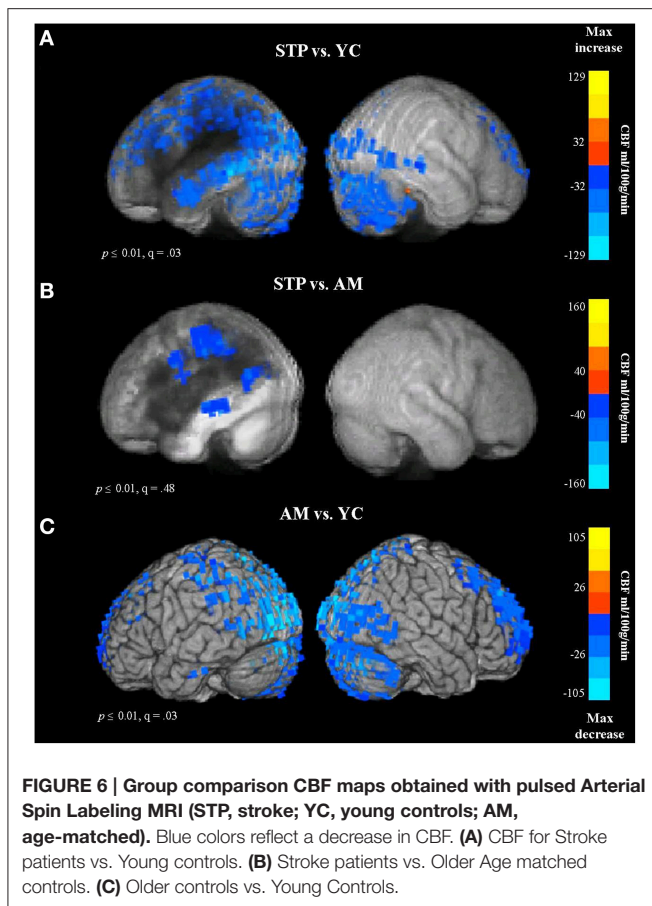 A
STP vs. YC
Max
increase
129
32
-32
-129
CBF ml/100g/min
p ≤ 0.01, q = .03
B
STP vs. AM
160
40
-40
-160
CBF ml/100g/min
p ≤ 0.01, q = .48
C
AM vs. YC
105
26
-26
-105
CBF ml/100g/min
Max
decrease
p ≤ 0.01, q = .03
FIGURE 6 | Group comparison CBF maps obtained with pulsed Arterial
Spin Labeling MRI (STP, stroke; YC, young controls; AM,
age-matched). Blue colors reflect a decrease in CBF. (A) CBF for Stroke
patients vs. Young controls. (B) Stroke patients vs. Older Age matched
controls. (C) Older controls vs. Young Controls.